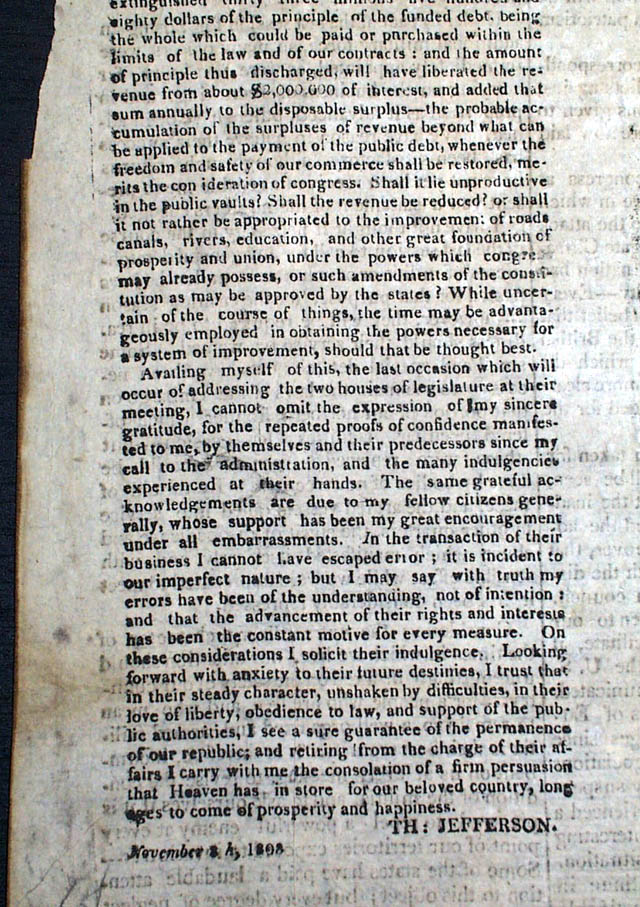 extinguished thirty three millions five hundred and
eighty dollars of the principle of the funded debt, being
the whole which could be paid or purchased within the
limits of the law and of our contracts : and the amount
of principle thus discharged, will have liberated the re-
venue from about $2,000,000 of interest, and added that
sum annually to the disposable surplus—the probable ac-
cumulation of the surpluses of revenue beyond what can
be applied to the payment of the public debt, whenever the
freedom and safety of our commerce shall be restored, me-
rits the con ideration of congress. Shall it lie unproductive
in the public vaults? Shall the revenue be reduced? or shall
it not rather be appropriated to the improvement of roads
canals, rivers, education, and other great foundation of
prosperity and union, under the powers which congre
may already possess, or such amendments of the consti-
tution as may be approved by the states ? While uncer-
tain of the course of things, the time may be advanta-
geously employed in obtaining the powers necessary for
a system of improvement, should that be thought best.
Availing myself of this, the last occasion which will
occur of addressing the two houses of legislature at their
meeting, I cannot omit the expression of my sincere
gratitude, for the repeated proofs of confidence manifes-
ted to me, by themselves and their predecessors since my
call to the administration, and the many indulgencies
experienced at their hands. The same grateful ac-
knowledgements are due to my fellow citizens gene-
rally, whose support has been my great encouragement
under all embarrassments. In the transaction of their
business I cannot have escaped error ; it is incident to
our imperfect nature ; but I may say with truth my
errors have been of the understanding, not of intention :
and that the advancement of their rights and interests
has been the constant motive for every measure. On
these considerations I solicit their indulgence. Looking
forward with anxiety to their future destinies, I trust that
in their steady character, unshaken by difficulties, in their
love of liberty, obedience to law, and support of the pub-
lic authorities, I see a sure guarantee of the permanence
of our republic; and retiring from the charge of their af-
fairs I carry with me the consolation of a firm persuasion
that Heaven has in store for our beloved country, long
ages to come of prosperity and happiness.
TH: JEFFERSON.
November 8 h, 1808